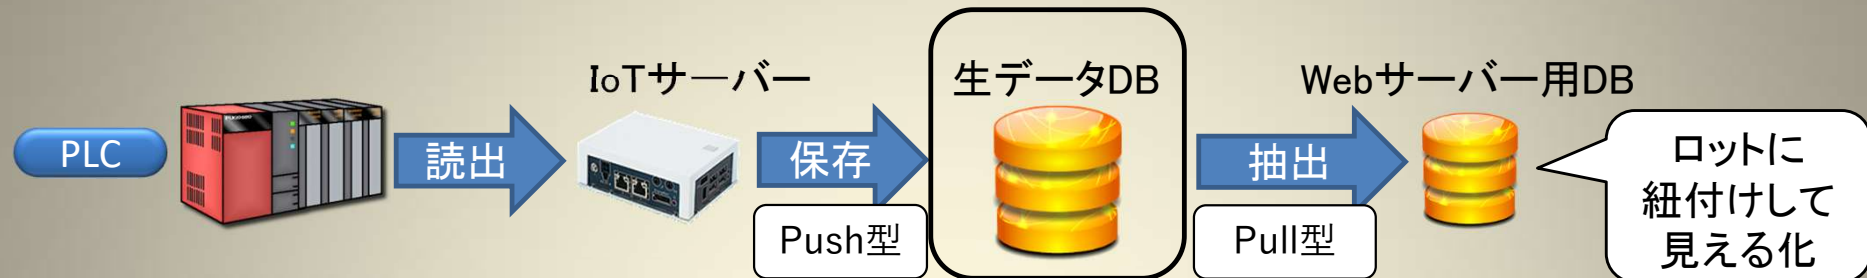 PLC
読出
IoTサーバー
保存
Push型
生データDB
抽出
Pull型
Webサーバー用DB
ロットに
紐付けして
見える化